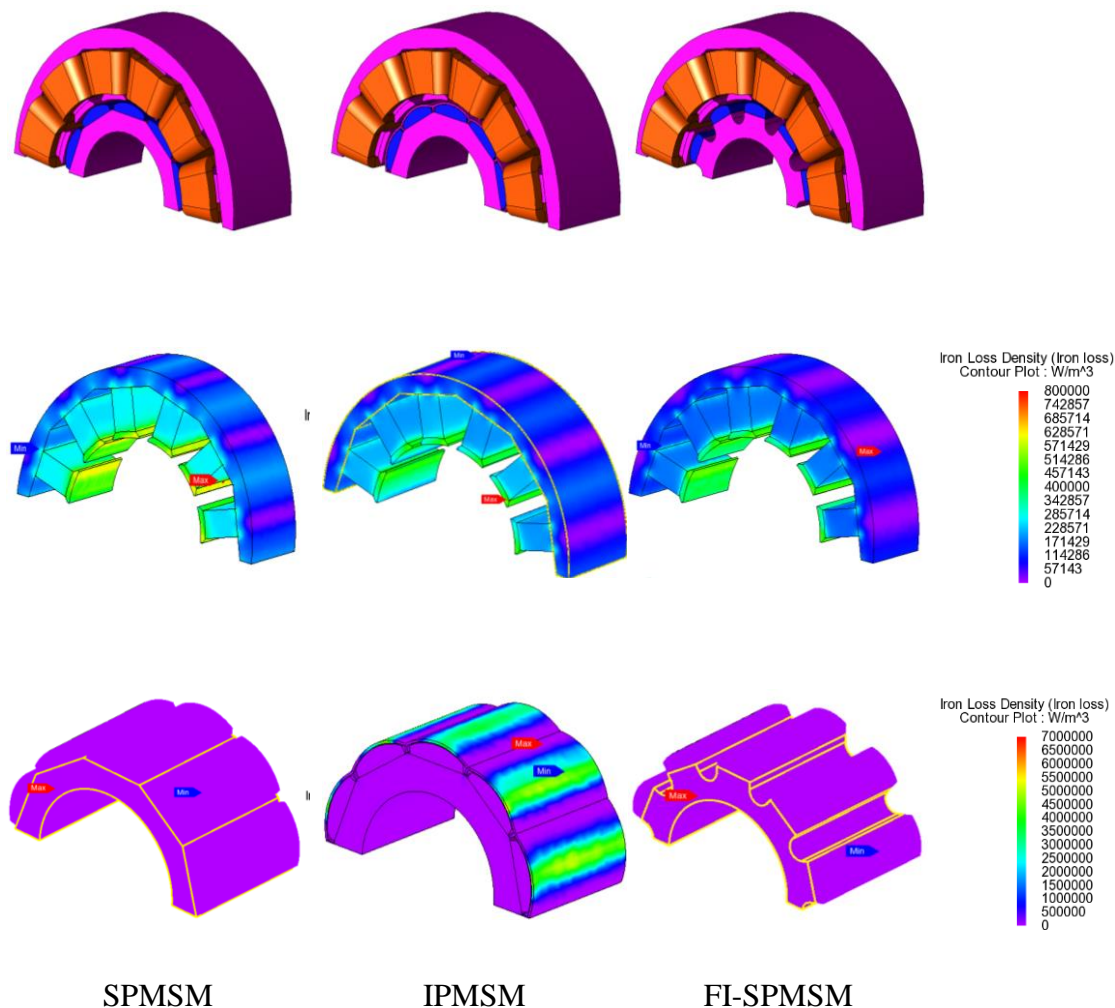 Iron Loss Density (Iron loss)
Contour Plot : W/m^3
800000
742857
685714
628571
571429
514286
457143
400000
342857
285714
228571
171429
114286
57143
0
Min
Max
Min
Max
Min
Max
Iron Loss Density (Iron loss)
Contour Plot : W/m^3
7000000
6500000
6000000
5500000
5000000
4500000
4000000
3500000
3000000
2500000
2000000
1500000
1000000
500000
0
Max
Min
Max
Min
Max
Min
SPMSM
IPMSM
FI-SPMSM